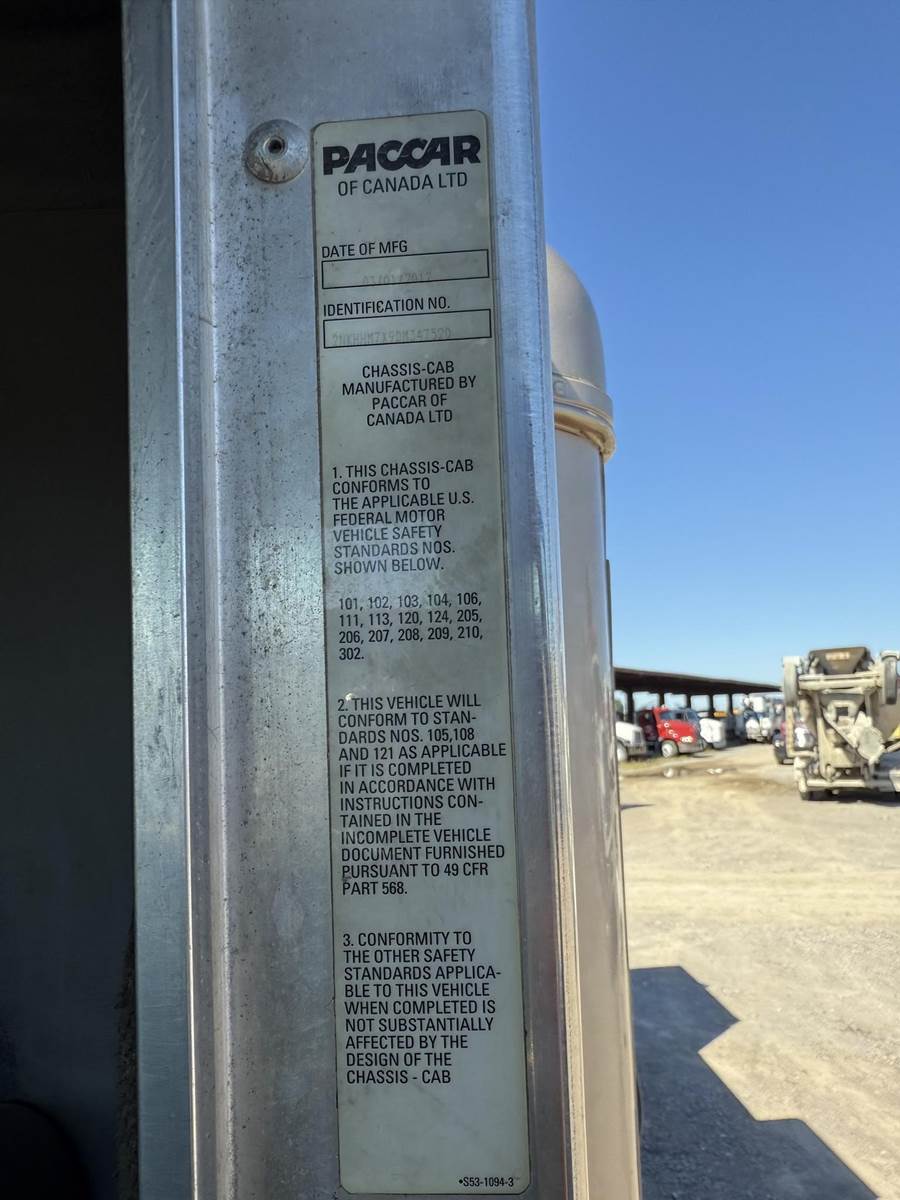 PACCAR
OF CANADA LTD
DATE OF MFG
IDENTIFICATION NO.
CHASSIS-CAB
MANUFACTURED BY
PACCAR OF
CANADA LTD
1. THIS CHASSIS-CAB
CONFORMS TO
THE APPLICABLE U.S.
FEDERAL MOTOR
VEHICLE SAFETY
STANDARDS NOS.
SHOWN BELOW.
101, 102, 103, 104, 106,
111, 113, 120, 124, 205,
206, 207, 208, 209, 210,
302.
2. THIS VEHICLE WILL
CONFORM TO STAN-
DARDS NOS. 105,108
AND 121 AS APPLICABLE
IF IT IS COMPLETED
IN ACCORDANCE WITH
INSTRUCTIONS CON-
TAINED IN THE
INCOMPLETE VEHICLE
DOCUMENT FURNISHED
PURSUANT TO 49 CFR
PART 568.
3. CONFORMITY TO
THE OTHER SAFETY
STANDARDS APPLICA-
BLE TO THIS VEHICLE
WHEN COMPLETED IS
NOT SUBSTANTIALLY
AFFECTED BY THE
DESIGN OF THE
CHASSIS - CAB
•S53-1094-3